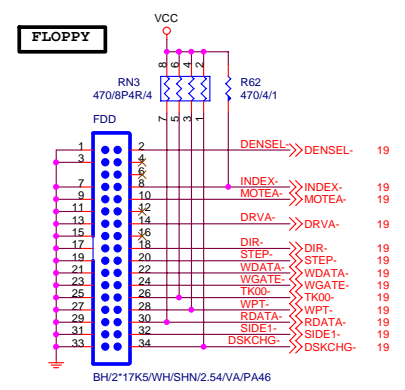 VCC
FLOPPY
8 6 4 2
RN3 R62
470/8P4R/4 470/4/1
7 5 3 1
FDD
1 2 DENSEL- DENSEL- 19
3 4
6
7 8 INDEX- INDEX- 19
9 10 MOTEA- MOTEA- 19
11 12
13 14 DRVA- DRVA- 19
15 16
17 18 DIR- DIR- 19
19 20 STEP- STEP- 19
21 22 WDATA- WDATA- 19
23 24 WGATE- WGATE- 19
25 26 TK00- TK00- 19
27 28 WPT- WPT- 19
29 30 RDATA- RDATA- 19
31 32 SIDE1- SIDE1- 19
33 34 DSKCHG- DSKCHG- 19
BH/2*17K5/WH/SHN/2.54/VA/PA46